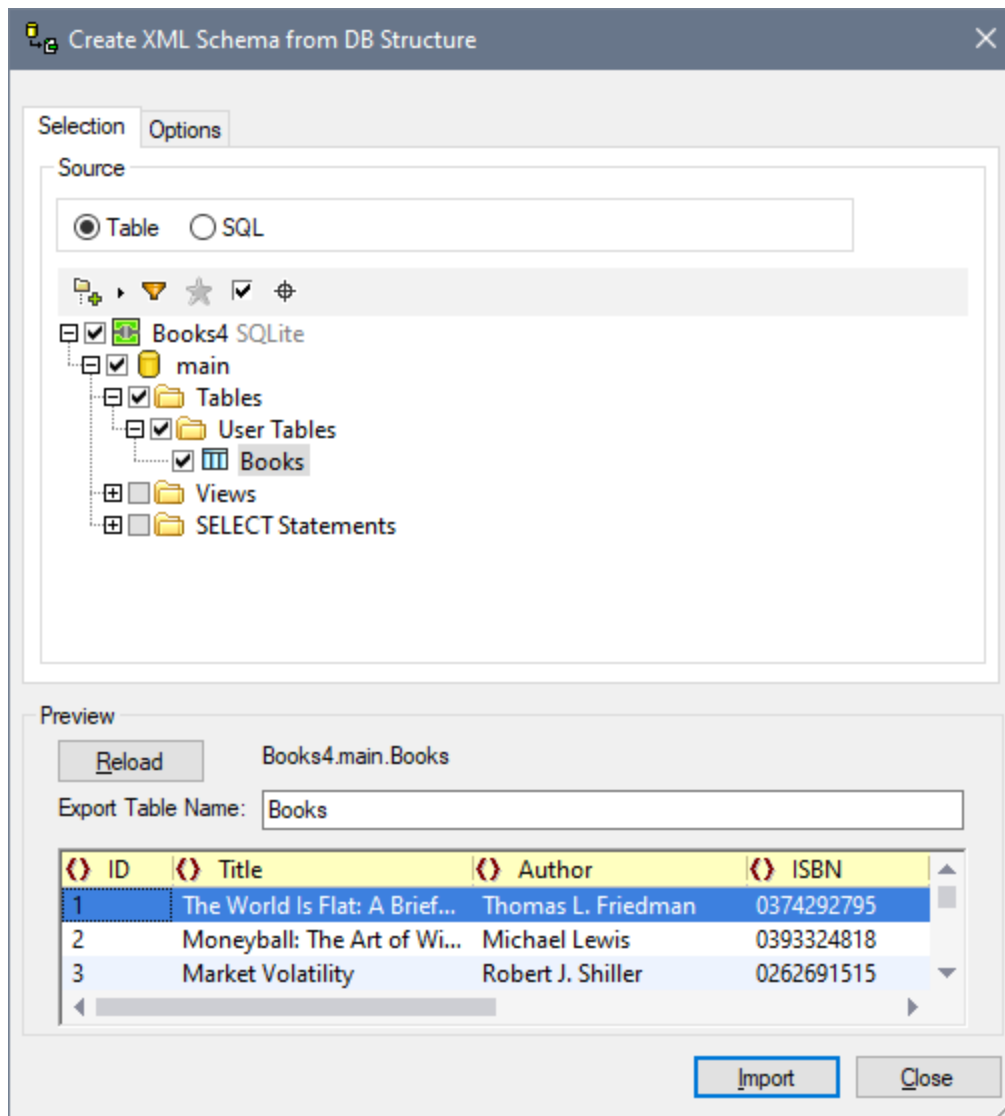 Create XML Schema from DB Structure
Selection Options
Source
Table SQL
Books4 SQLite
main
Tables
User Tables
Books
Views
SELECT Statements
Preview
Reload Books4.main.Books
Export Table Name: Books
ID Title Author ISBN
1 The World Is Flat: A Brief... Thomas L. Friedman 0374292795
2 Moneyball: The Art of Wi... Michael Lewis 0393324818
3 Market Volatility Robert J. Shiller 0262691515
Import Close